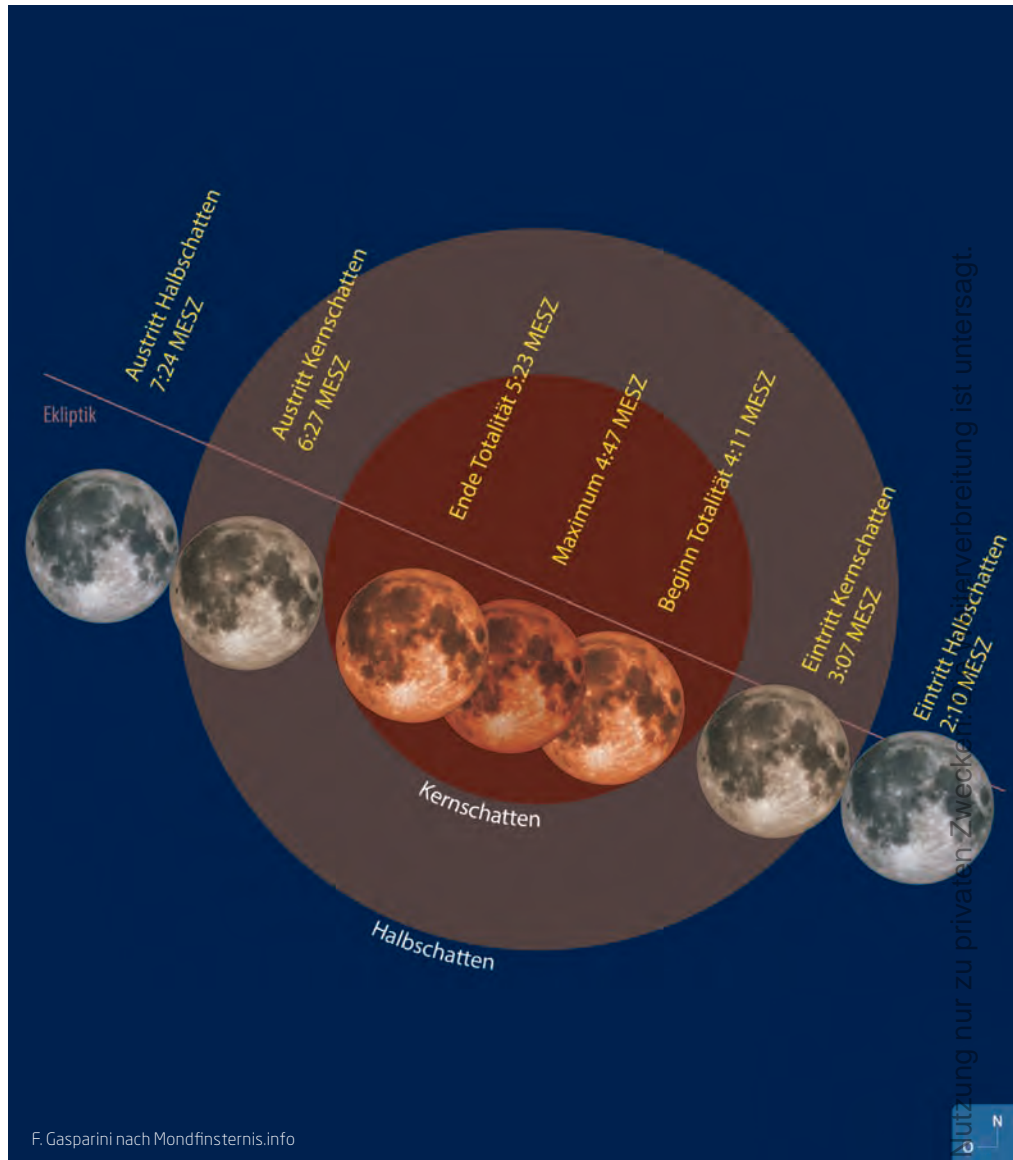 Austritt Halbschatten
7:24 MESZ
Austritt Kernschatten
6:27 MESZ
Ende Totalität 5:23 MESZ
Maximum 4:47 MESZ
Beginn Totalität 4:11 MESZ
Eintritt Kernschatten
3:07 MESZ
Eintritt Halbschatten
2:10 MESZ
Ekliptik
Kernschatten
Halbschatten
Nutzung nur zu privaten Zwecken. Weiterverbreitung ist untersagt.
F. Gasparini nach Mondfinsternis.info
N
O